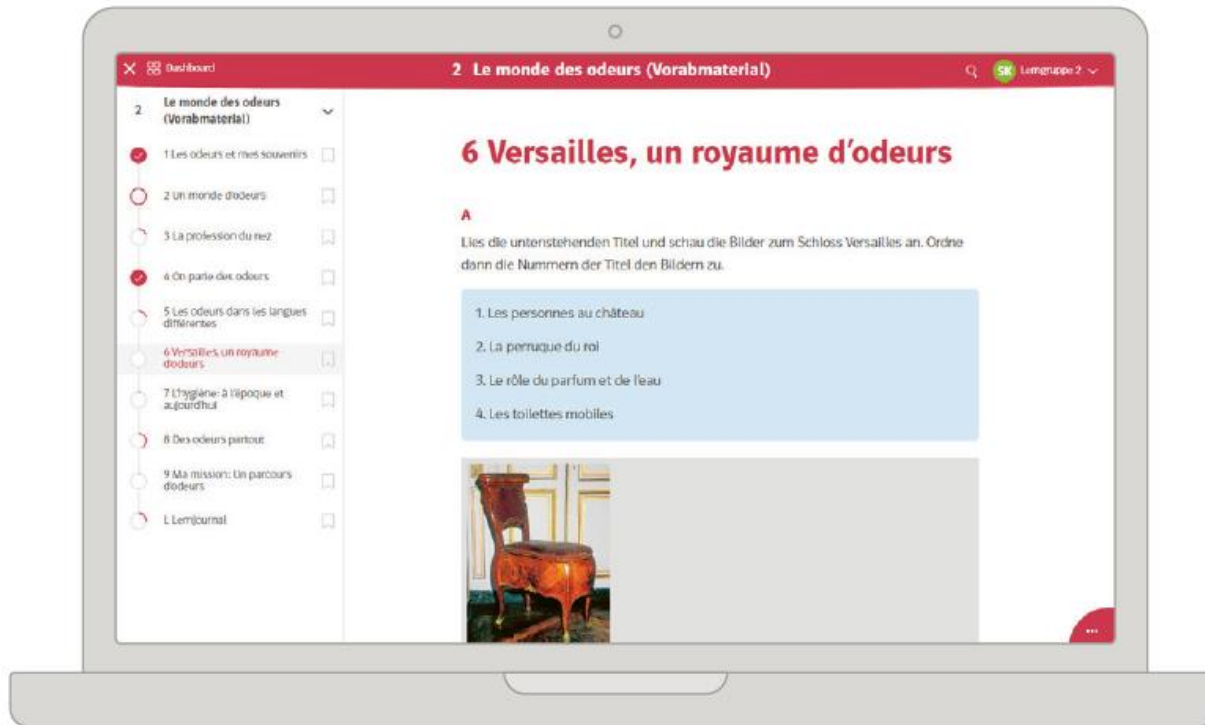 Dashboard
2 Le monde des odeurs (Vorabmaterial)
SK Lerngruppe 2
2 Le monde des odeurs
(Vorabmaterial)
1 Les odeurs et mes souvenirs
2 Un monde d'odeurs
3 La profession du nez
4 On parle des odeurs
5 Les odeurs dans les langues
différentes
6 Versailles, un royaume
d'odeurs
7 L'hygiène: à l'époque et
aujourd'hui
8 Des odeurs partout
9 Ma mission: Un parcours
d'odeurs
L Lernjournal
6 Versailles, un royaume d'odeurs
A
Lies die untenstehenden Titel und schau die Bilder zum Schloss Versailles an. Ordne
dann die Nummern der Titel den Bildern zu.
1. Les personnes au château
2. La perruque du roi
3. Le rôle du parfum et de l'eau
4. Les toilettes mobiles